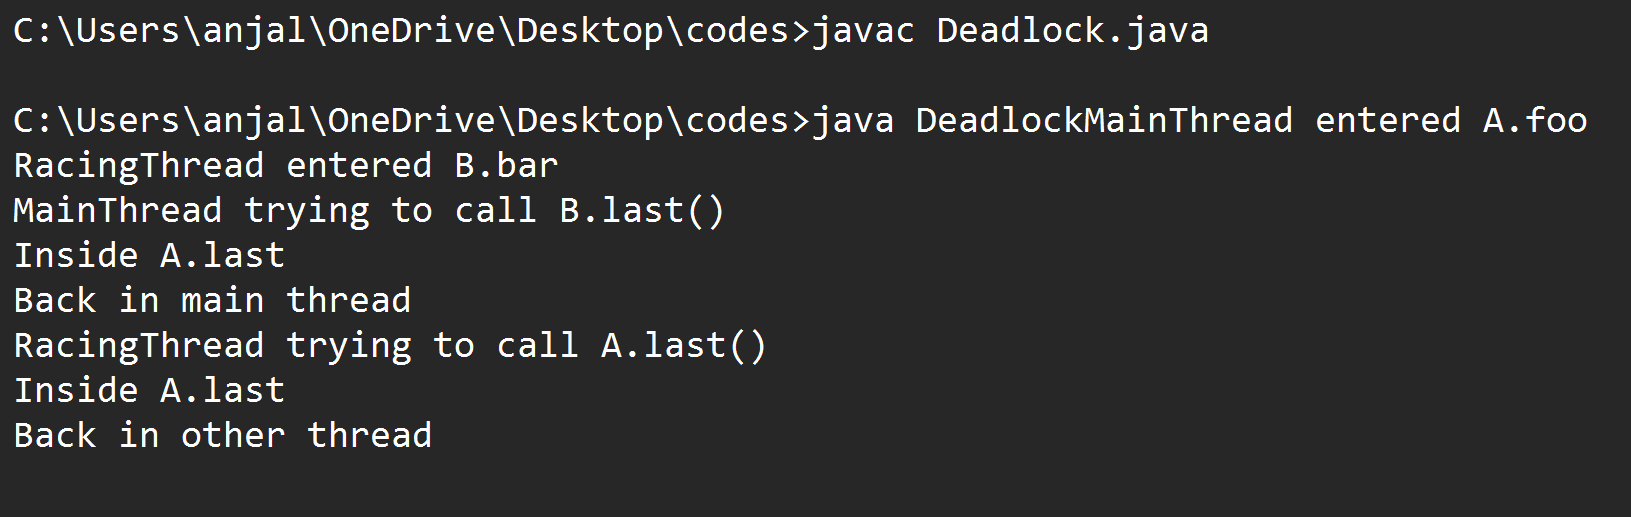 C:\Users\anjal\OneDrive\Desktop\codes>javac Deadlock.java
C:\Users\anjal\OneDrive\Desktop\codes>java DeadlockMainThread entered A.foo
RacingThread entered B.bar
MainThread trying to call B.last()
Inside A.last
Back in main thread
RacingThread trying to call A.last()
Inside A.last
Back in other thread